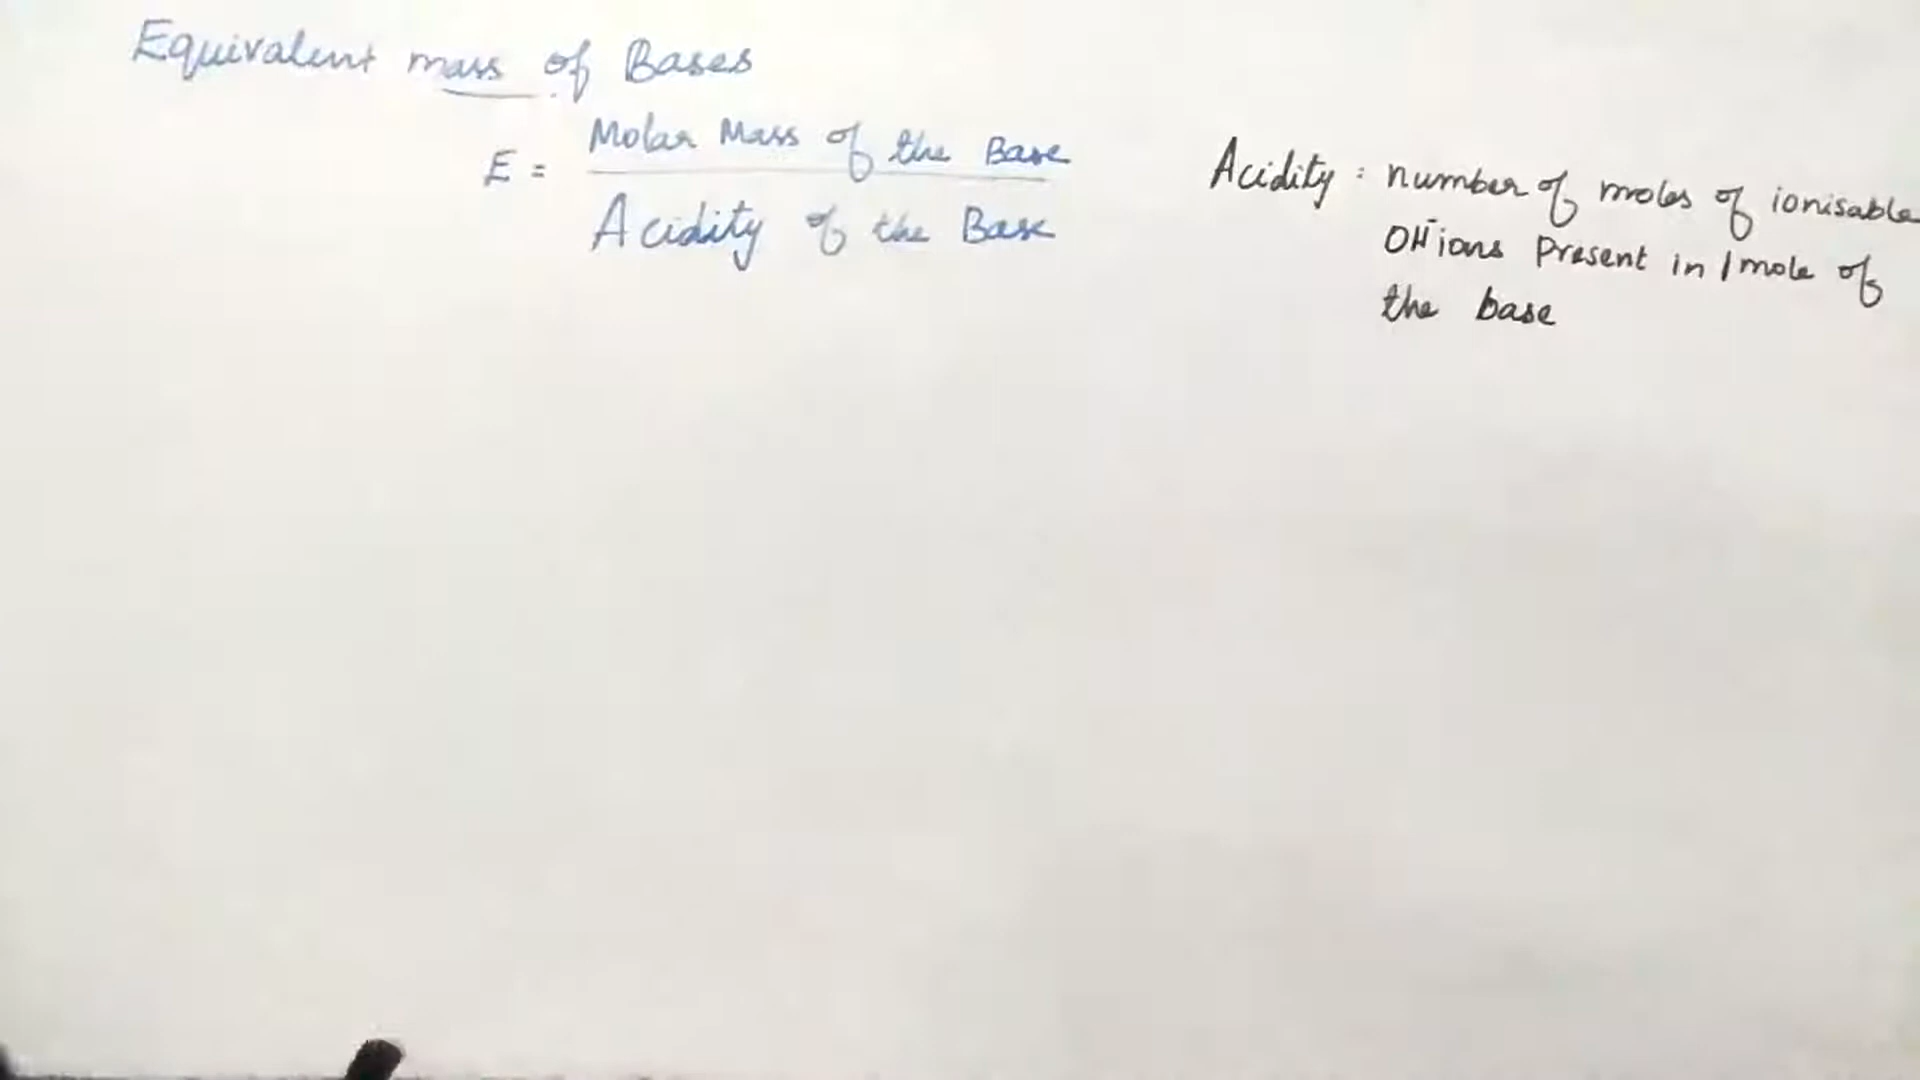 Equivalent mass of Bases
E = Molar Mass of the Base
Acidity of the Base
Acidity : number of moles of ionisable
OH⁻ ions present in 1 mole of
the base